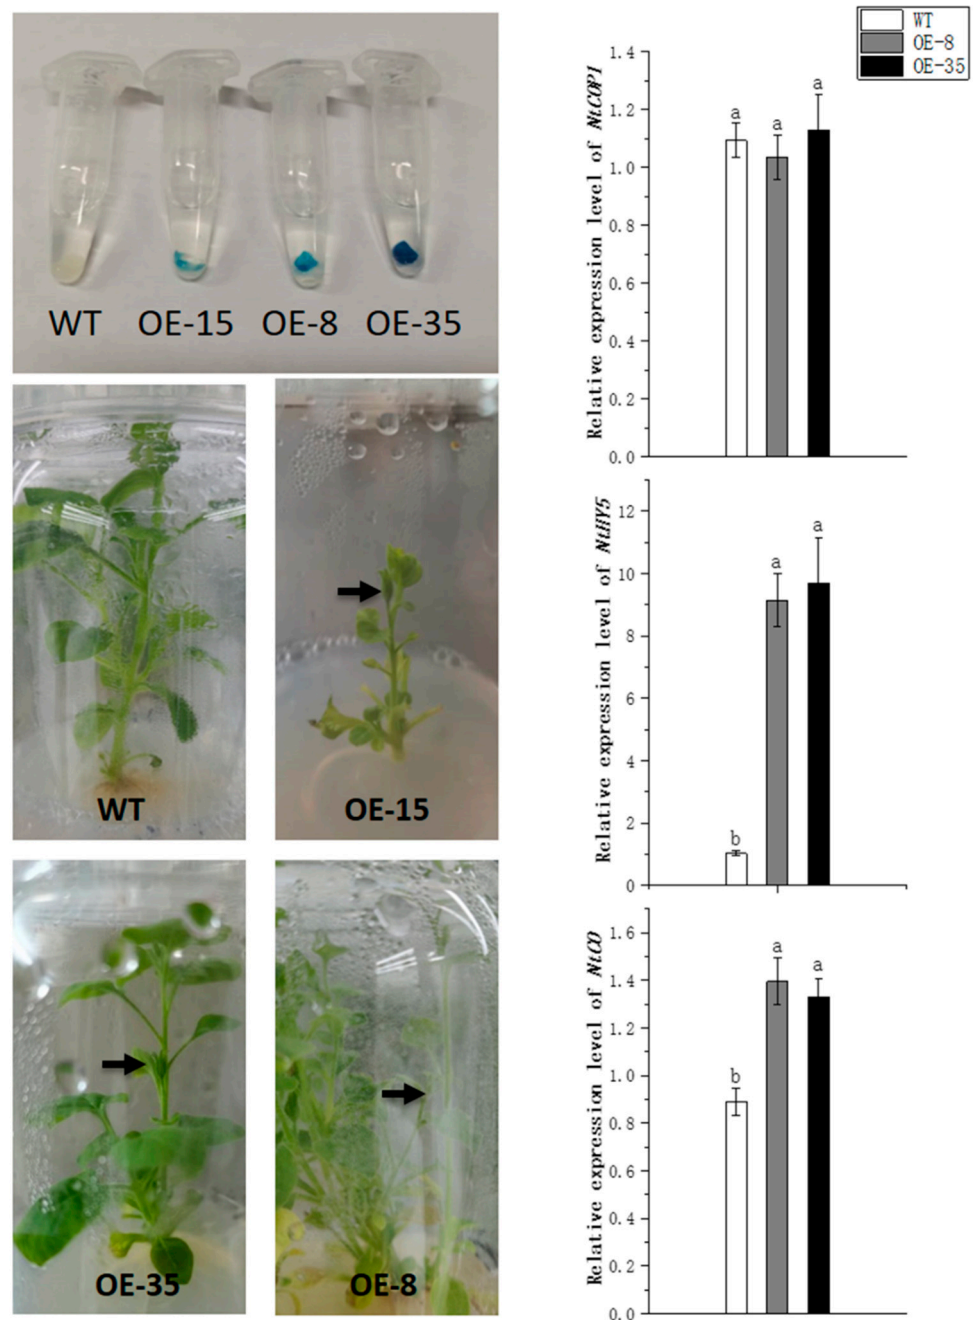 WT OE-15 OE-8 OE-35
WT
OE-15
OE-35
OE-8
WT
OE-8
OE-35
Relative expression level of NtCOP1
1.4
1.2
1.0
0.8
0.6
0.4
0.2
0.0
a
a
a
Relative expression level of NtHY5
12
10
8
6
4
2
0
b
a
a
Relative expression level of NtCO
1.6
1.4
1.2
1.0
0.8
0.6
0.4
0.2
0.0
b
a
a